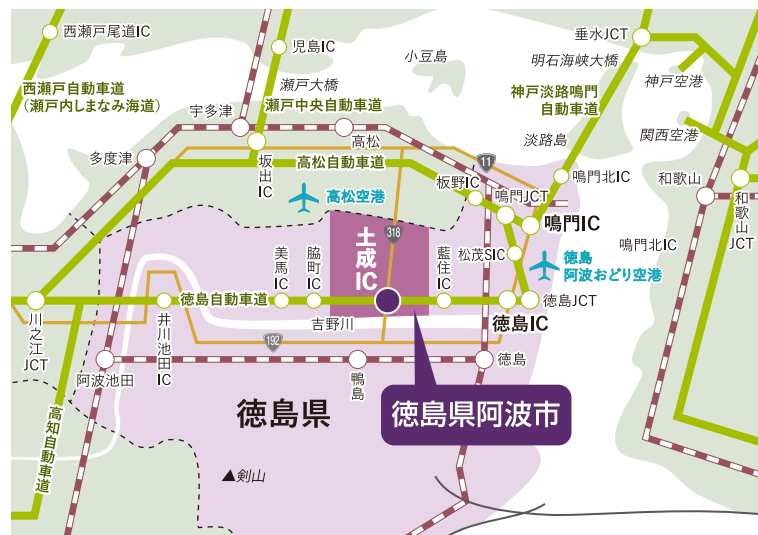 西瀬戸尾道IC
児島IC
垂水JCT
小豆島
明石海峡大橋
西瀬戸自動車道
（瀬戸内しまなみ海道）
瀬戸大橋
神戸空港
神戸淡路鳴門
自動車道
宇多津
瀬戸中央自動車道
関西空港
淡路島
多度津
坂出IC
高松
高松自動車道
11
板野IC
鳴門JCT
鳴門北IC
和歌山
和歌山JCT
高松空港
鳴門IC
318
土成IC
美馬IC
脇町IC
藍住IC
松茂SIC
鳴門北IC
徳島
阿波おどり空港
徳島自動車道
徳島JCT
川之江JCT
井川池田IC
吉野川
徳島IC
192
阿波池田
鴨島
徳島
高知自動車道
徳島県
徳島県阿波市
▲剣山